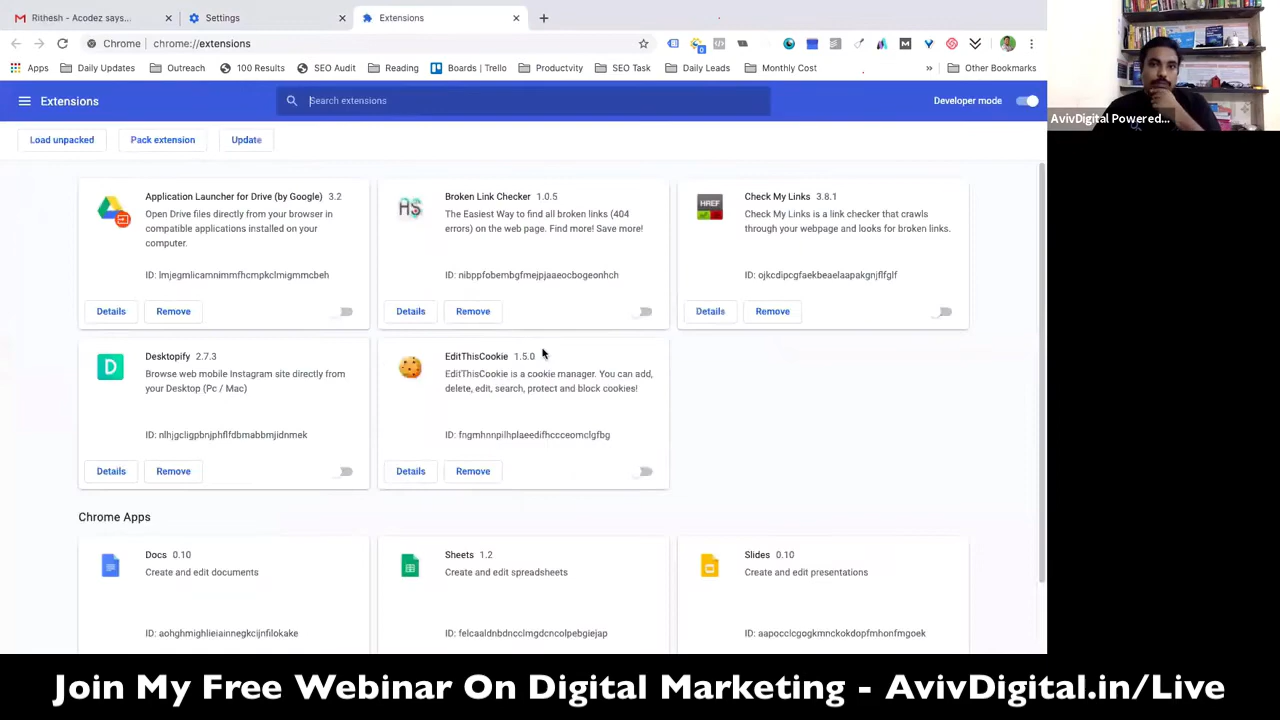 Rithesh - Acodez says...
Settings
Extensions
Chrome | chrome://extensions
Apps
Daily Updates
Outreach
100 Results
SEO Audit
Reading
Boards | Trello
Productvity
SEO Task
Daily Leads
Monthly Cost
»
Other Bookmarks
Extensions
Search extensions
Developer mode
Load unpacked
Pack extension
Update
Application Launcher for Drive (by Google) 3.2
Open Drive files directly from your browser in
compatible applications installed on your
computer.
ID: lmjegmlicamnimmfhcmpkclmigmmcbeh
Details
Remove
Broken Link Checker 1.0.5
The Easiest Way to find all broken links (404
errors) on the web page. Find more! Save more!
ID: nibppfobembgfmejpjaaeocbogeonhch
Details
Remove
HREF
Check My Links 3.8.1
Check My Links is a link checker that crawls
through your webpage and looks for broken links.
ID: ojkcdipcgfaekbeaelaapakgnjflfglf
Details
Remove
D
Desktopify 2.7.3
Browse web mobile Instagram site directly from
your Desktop (Pc / Mac)
ID: nlhjgcligpbnjphflfdbmabbmjidnmek
Details
Remove
EditThisCookie 1.5.0
EditThisCookie is a cookie manager. You can add,
delete, edit, search, protect and block cookies!
ID: fngmhnnpilhplaeedifhccceomclgfbg
Details
Remove
Chrome Apps
Docs 0.10
Create and edit documents
ID: aohghmighlieiainnegkcijnfilokake
Sheets 1.2
Create and edit spreadsheets
ID: felcaaldnbdncclmgdcncolpebgiejap
Slides 0.10
Create and edit presentations
ID: aapocclcgogkmnckokdopfmhonfmgoek
AvivDigital Powered...
Join My Free Webinar On Digital Marketing - AvivDigital.in/Live